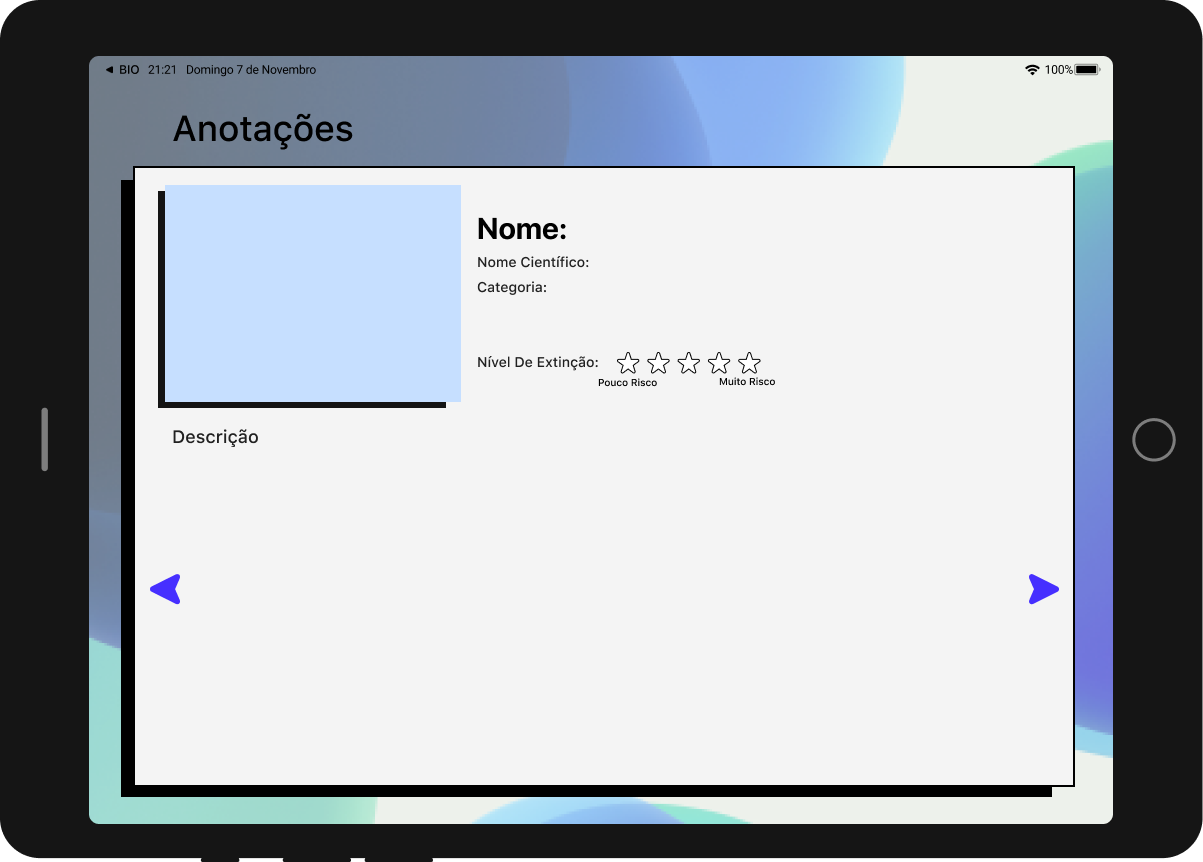 ◄ BIO 21:21 Domingo 7 de Novembro 100%
Anotações
Nome:
Nome Científico:
Categoria:
Nível De Extinção:
Pouco Risco Muito Risco
Descrição